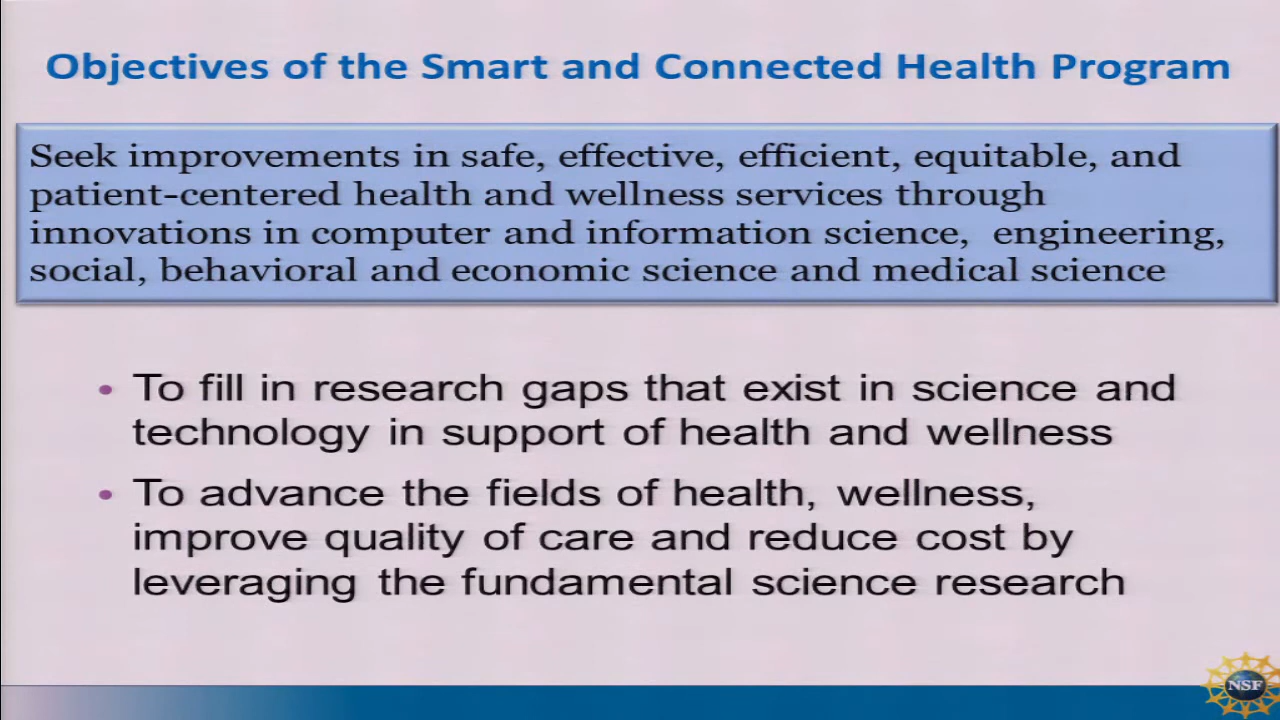 Objectives of the Smart and Connected Health Program
Seek improvements in safe, effective, efficient, equitable, and
patient-centered health and wellness services through
innovations in computer and information science, engineering,
social, behavioral and economic science and medical science
• To fill in research gaps that exist in science and
technology in support of health and wellness
• To advance the fields of health, wellness,
improve quality of care and reduce cost by
leveraging the fundamental science research
NSF